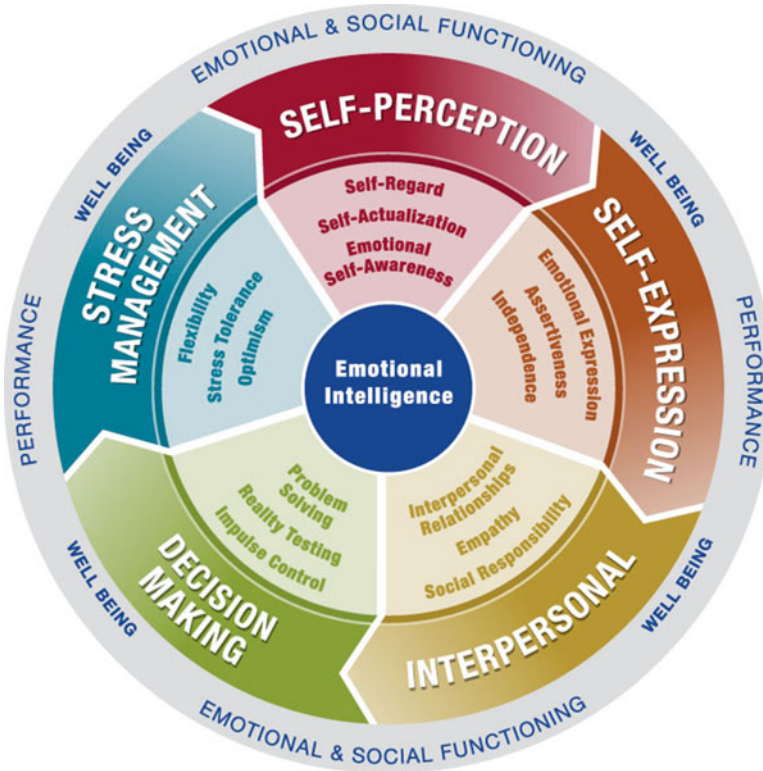 EMOTIONAL & SOCIAL FUNCTIONING
WELL BEING
WELL BEING
PERFORMANCE
PERFORMANCE
WELL BEING
WELL BEING
EMOTIONAL & SOCIAL FUNCTIONING
SELF-PERCEPTION
Self-Regard
Self-Actualization
Emotional
Self-Awareness
SELF-EXPRESSION
Emotional Expression
Assertiveness
Independence
INTERPERSONAL
Interpersonal
Relationships
Empathy
Social Responsibility
DECISION
MAKING
Problem
Solving
Reality Testing
Impulse Control
STRESS
MANAGEMENT
Flexibility
Stress Tolerance
Optimism
Emotional
Intelligence